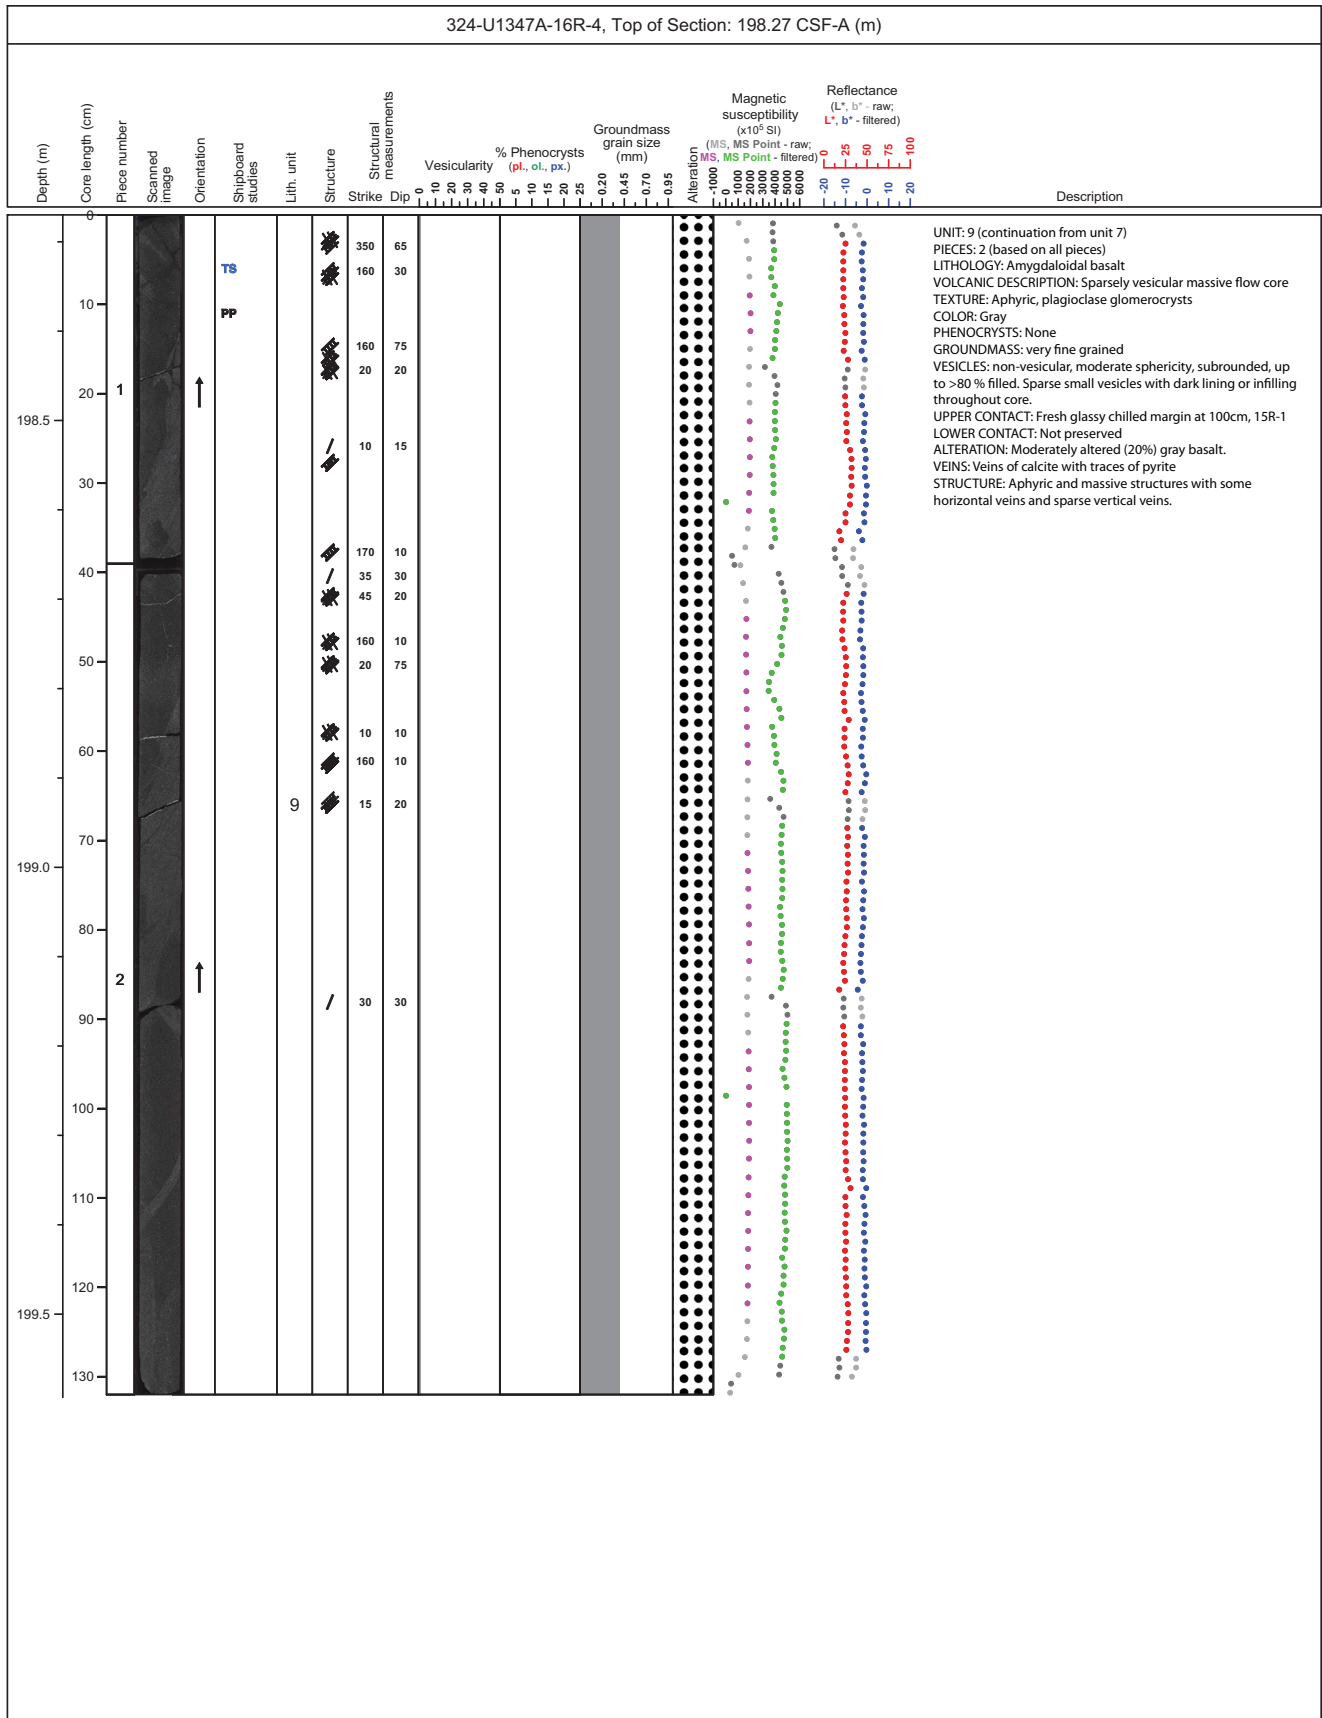 324-U1347A-16R-4, Top of Section: 198.27 CSF-A (m)
Depth (m)
Core length (cm)
Piece number
Scanned
image
Orientation
Shipboard
studies
Lith. unit
Structure
Structural
measurements
Strike Dip
Vesicularity
0 10 20 30 40 50
% Phenocrysts
(pl., ol., px.)
5 10 15 20 25
Groundmass
grain size
(mm)
0.20 0.45 0.70 0.95
Alteration
Magnetic
susceptibility
(x10⁵ SI)
(MS, MS Point - raw;
MS, MS Point - filtered)
-1000 0 1000 2000 3000 4000 5000 6000
Reflectance
(L*, b* - raw;
L*, b* - filtered)
0 25 50 75 100
-20 -10 0 10 20
Description
0
350 65
TS
160 30
10
PP
160 75
20 20
1
20
198.5
10 15
30
170 10
40
35 30
45 20
160 10
50
20 75
10 10
60
160 10
9
15 20
70
199.0
80
2
30 30
90
100
110
120
199.5
130
UNIT: 9 (continuation from unit 7)
PIECES: 2 (based on all pieces)
LITHOLOGY: Amygdaloidal basalt
VOLCANIC DESCRIPTION: Sparsely vesicular massive flow core
TEXTURE: Aphyric, plagioclase glomerocrysts
COLOR: Gray
PHENOCRYSTS: None
GROUNDMASS: very fine grained
VESICLES: non-vesicular, moderate sphericity, subrounded, up
to >80 % filled. Sparse small vesicles with dark lining or infilling
throughout core.
UPPER CONTACT: Fresh glassy chilled margin at 100cm, 15R-1
LOWER CONTACT: Not preserved
ALTERATION: Moderately altered (20%) gray basalt.
VEINS: Veins of calcite with traces of pyrite
STRUCTURE: Aphyric and massive structures with some
horizontal veins and sparse vertical veins.